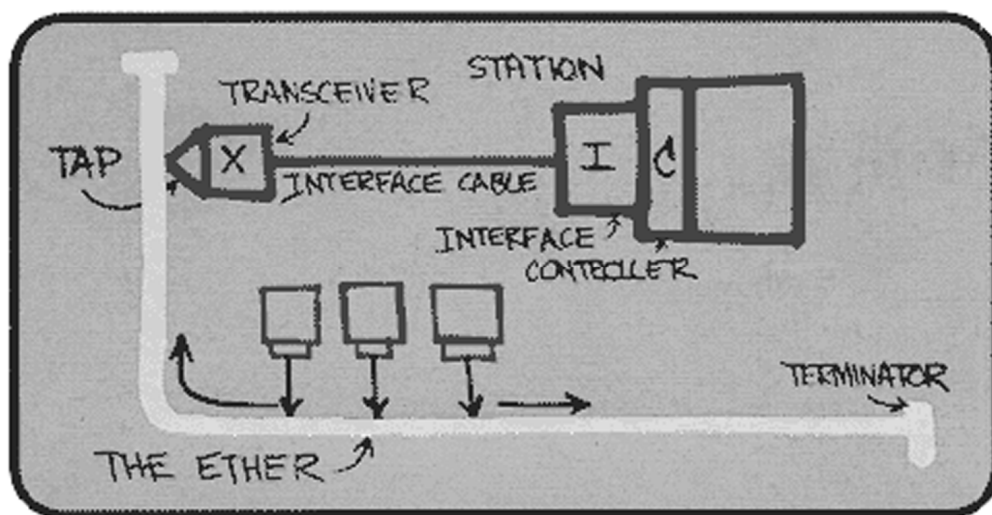 STATION
TRANSCEIVER
TAP
X
I
C
INTERFACE CABLE
INTERFACE
CONTROLLER
TERMINATOR
THE ETHER